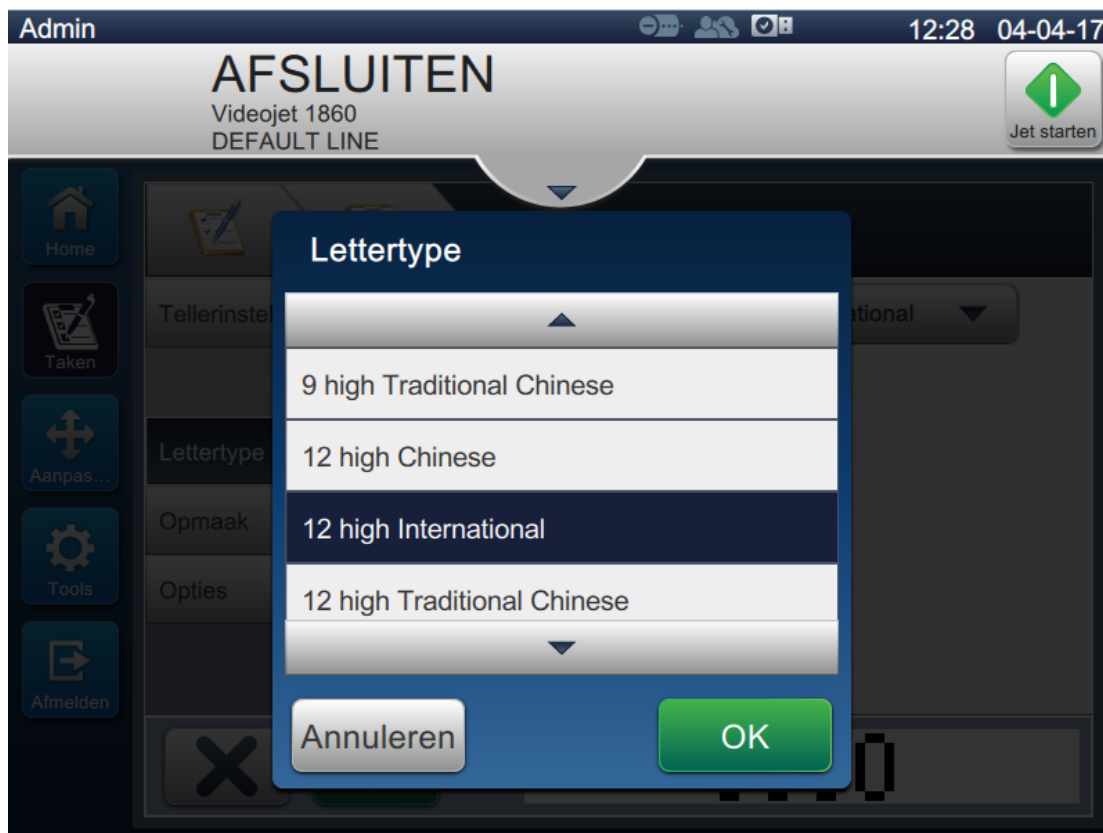 Admin
12:28 04-04-17
AFSLUITEN
Videojet 1860
DEFAULT LINE
Jet starten
Home
Taken
Aanpas...
Tools
Afmelden
Tellerinstel
Lettertype
Opmaak
Opties
Lettertype
9 high Traditional Chinese
12 high Chinese
12 high International
12 high Traditional Chinese
Annuleren
OK